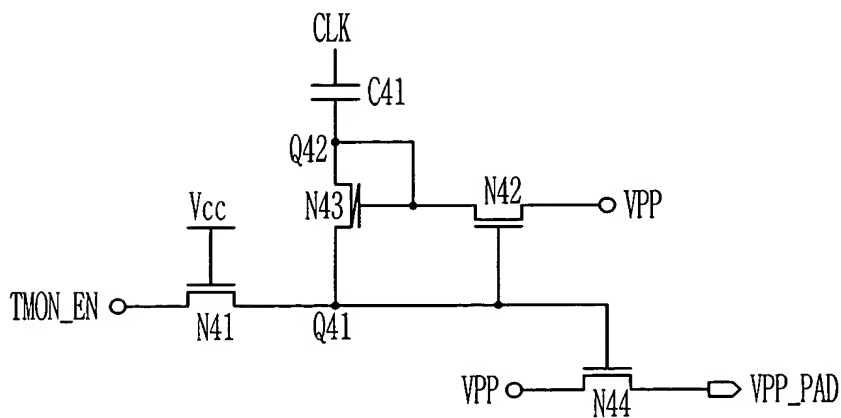 CLK
C41
Q42
N43
N42
VPP
Vcc
TMON_EN
N41
Q41
VPP
N44
VPP_PAD